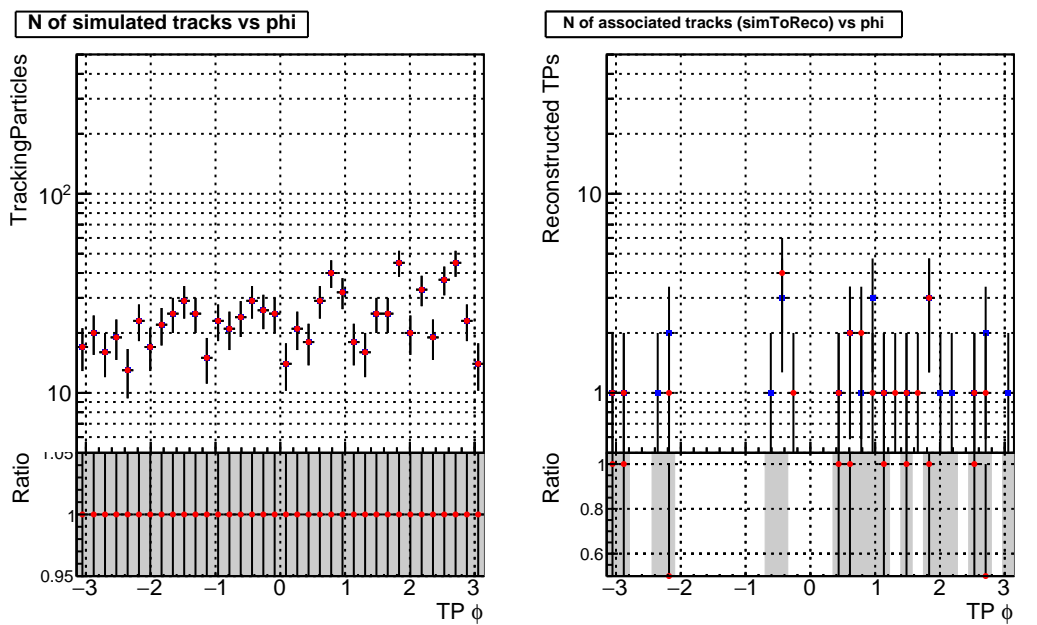 N of simulated tracks vs phi
TrackingParticles
10²
10
Ratio
1.05
1
0.95
−3 −2 −1 0 1 2 3
TP ϕ
N of associated tracks (simToReco) vs phi
Reconstructed TPs
10
1
Ratio
1
0.8
0.6
−3 −2 −1 0 1 2 3
TP ϕ